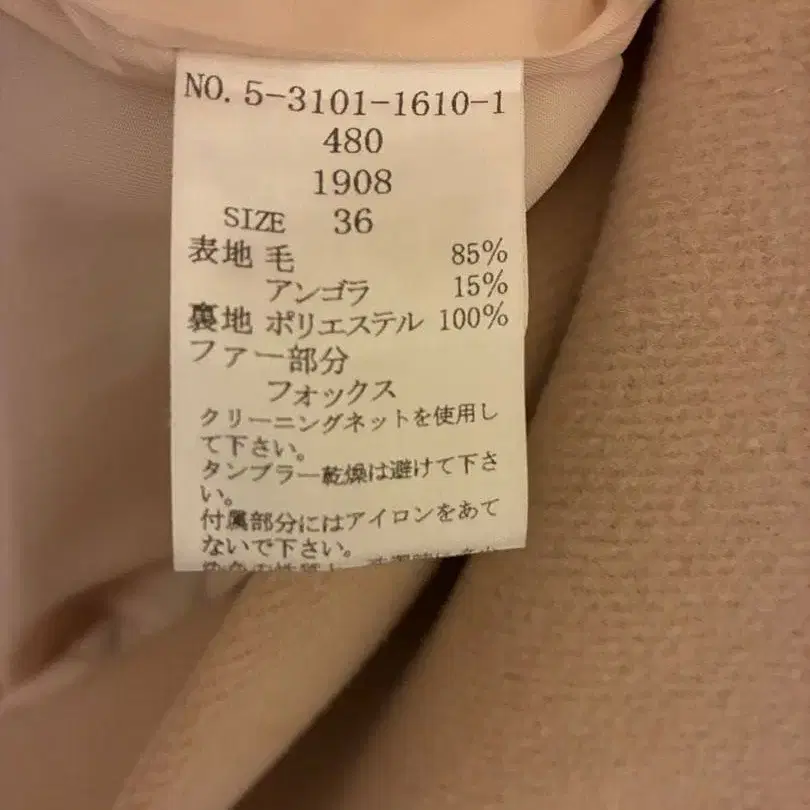 NO. 5-3101-1610-1
480
1908
SIZE 36
表地 毛 85%
アンゴラ 15%
裏地 ポリエステル 100%
ファー部分
フォックス
クリーニングネットを使用し
て下さい。
タンブラー乾燥は避けて下さ
い。
付属部分にはアイロンをあて
ないで下さい。